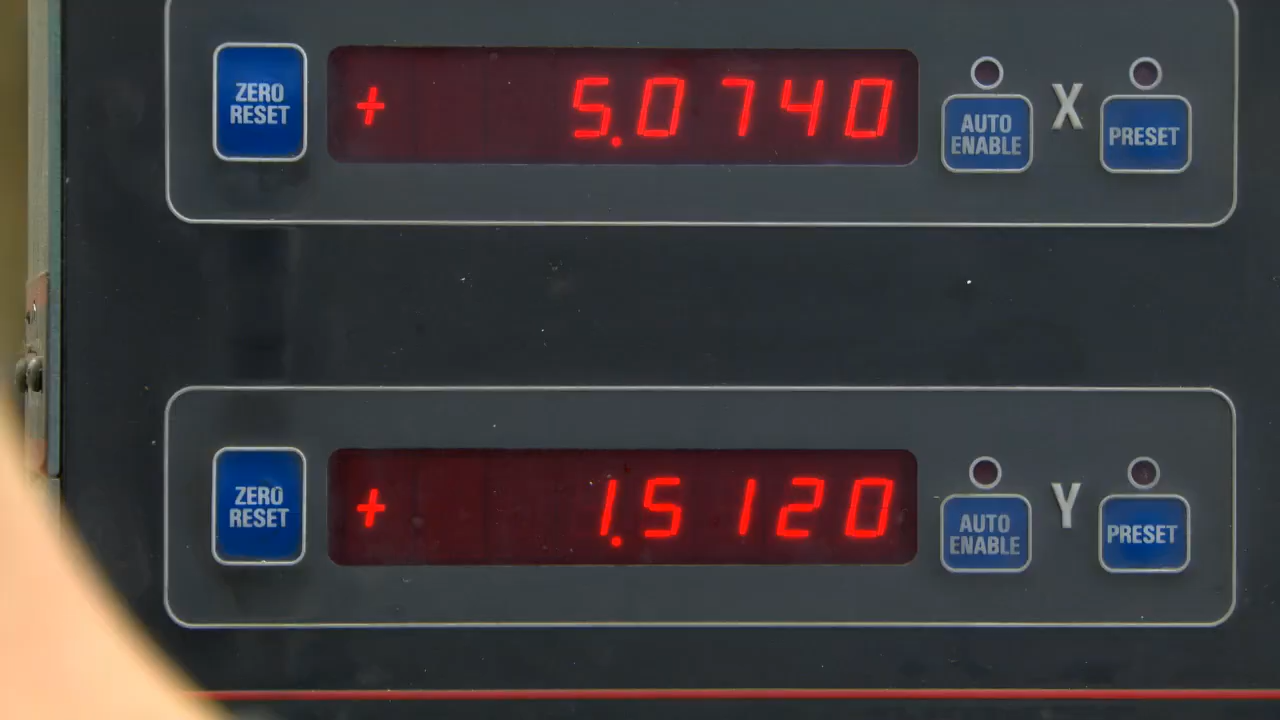 ZERO RESET
+ 5.0740
AUTO ENABLE
X
PRESET
ZERO RESET
+ 1.5120
AUTO ENABLE
Y
PRESET